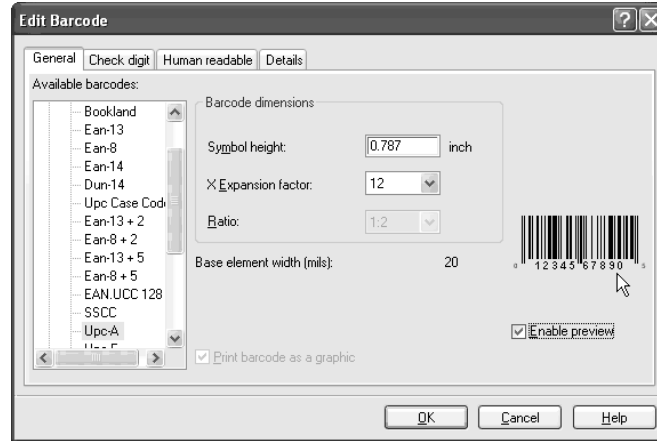 Edit Barcode
General Check digit Human readable Details
Available barcodes:
Bookland
Ean-13
Ean-8
Ean-14
Dun-14
Upc Case Code
Ean-13 + 2
Ean-8 + 2
Ean-13 + 5
Ean-8 + 5
EAN.UCC 128
SSCC
Upc-A
Barcode dimensions
Symbol height: 0.787 inch
X Expansion factor: 12
Ratio: 1:2
Base element width (mils): 20
0 12345 67890 5
Enable preview
Print barcode as a graphic
OK Cancel Help